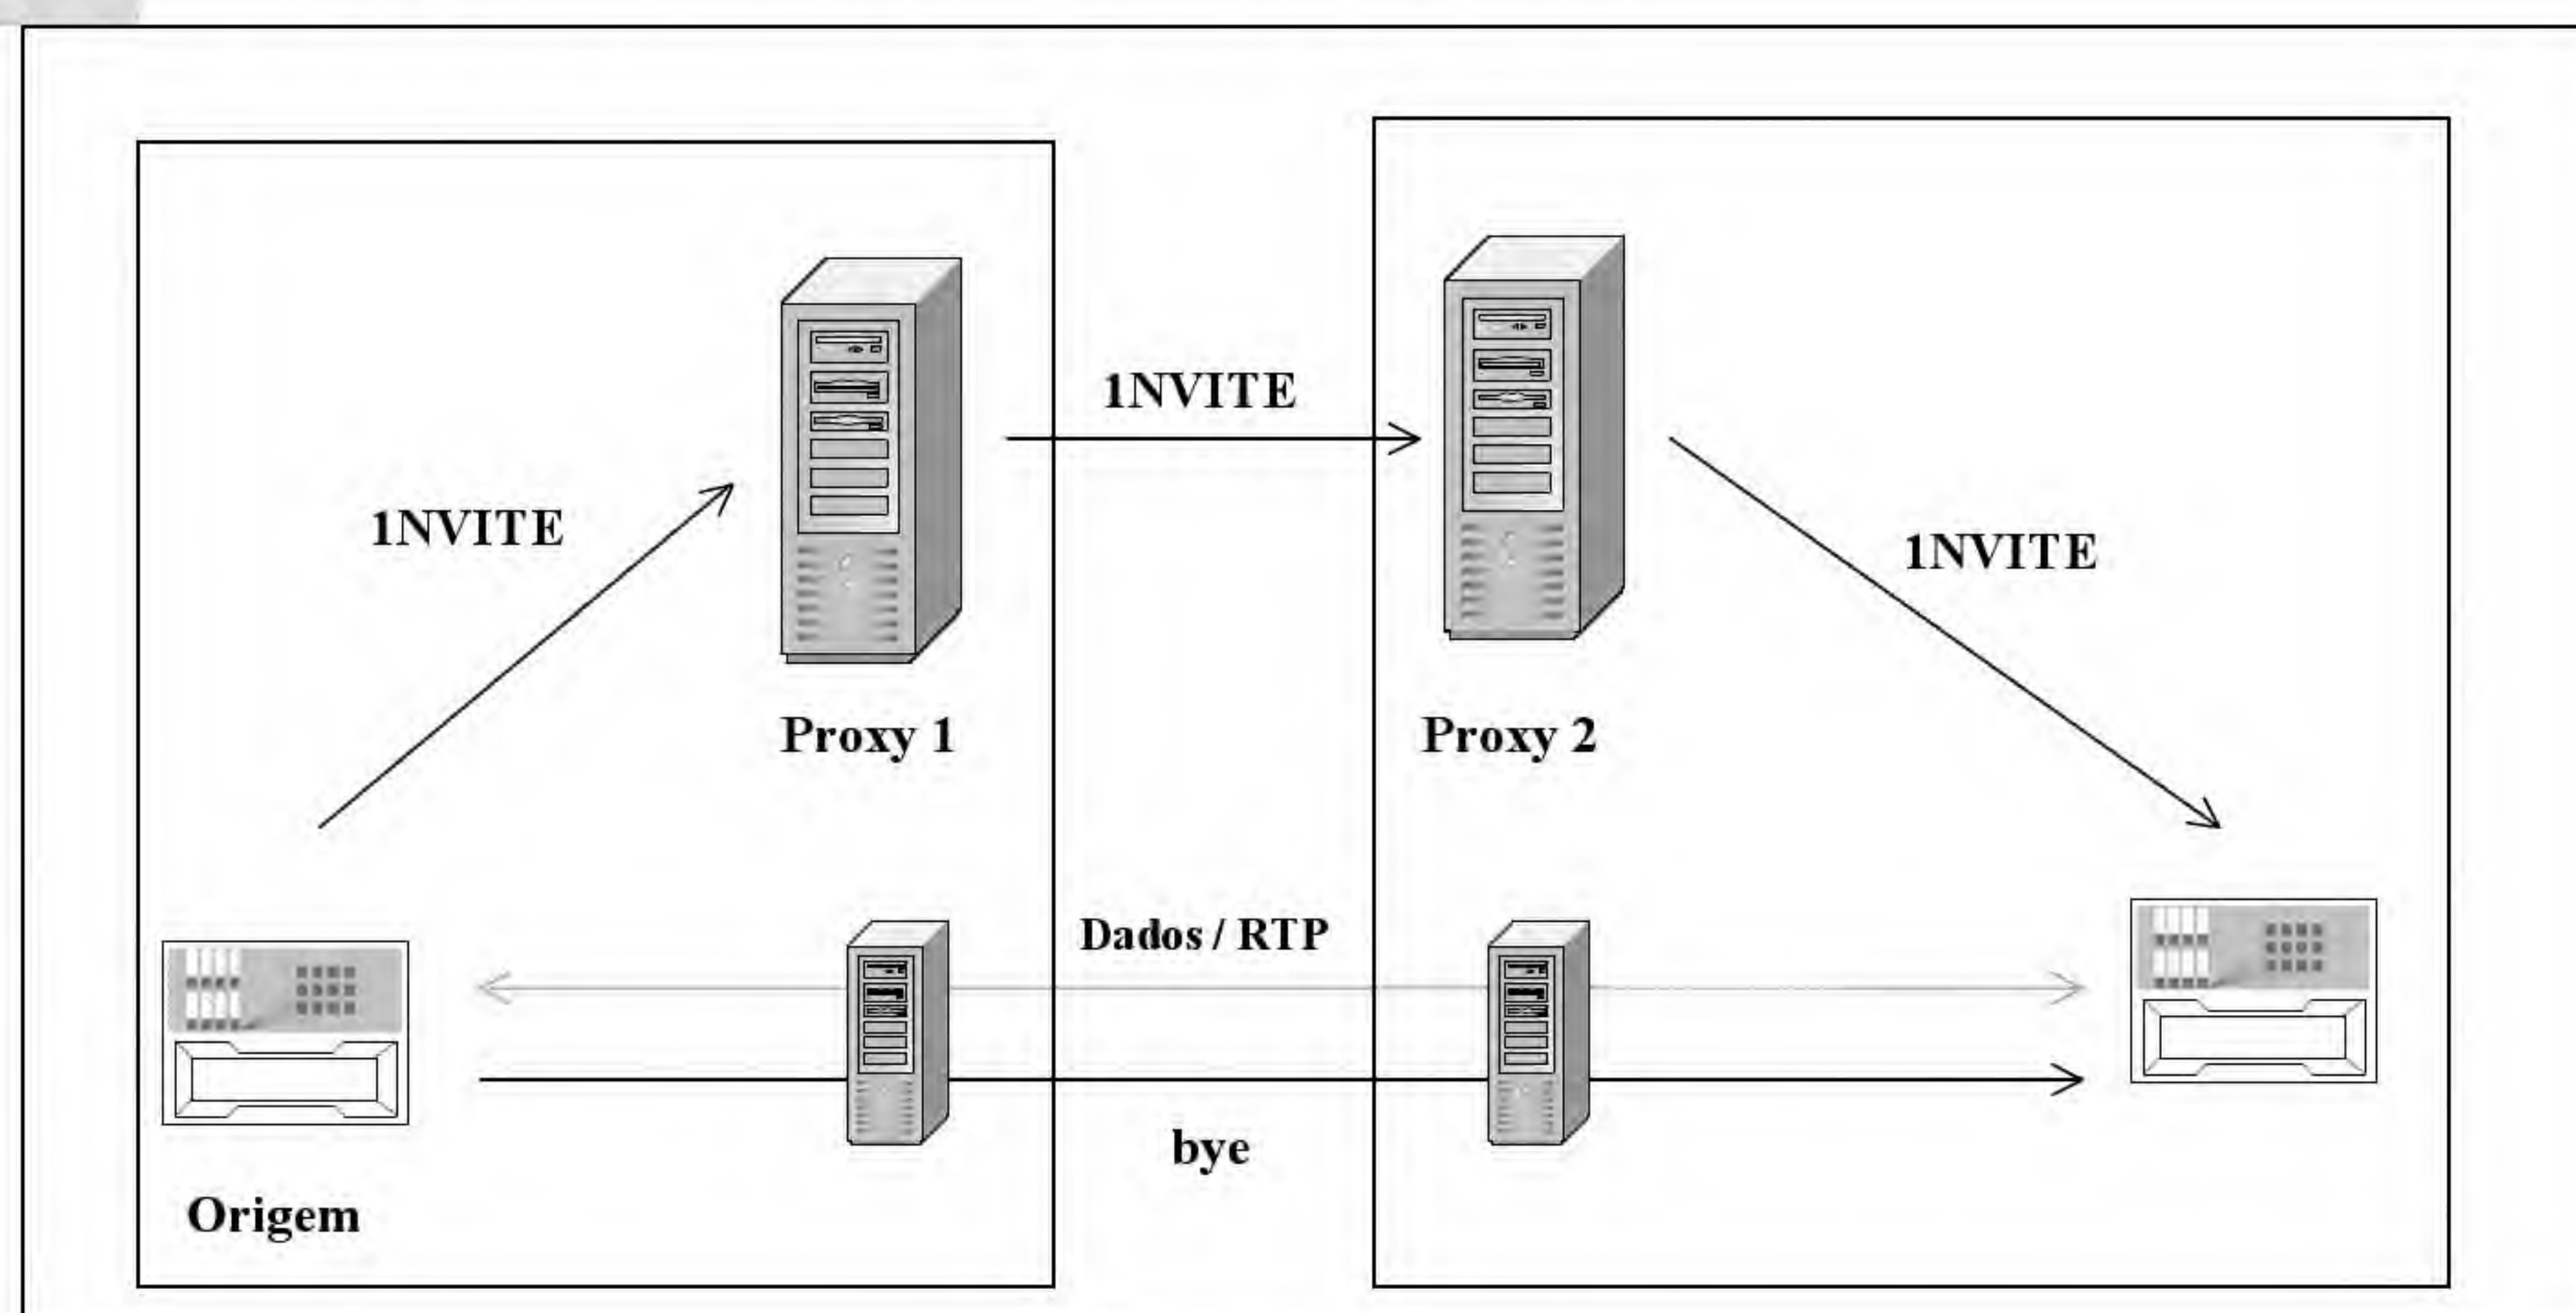 1NVITE
1NVITE
1NVITE
Proxy 1
Proxy 2
Dados / RTP
bye
Origem